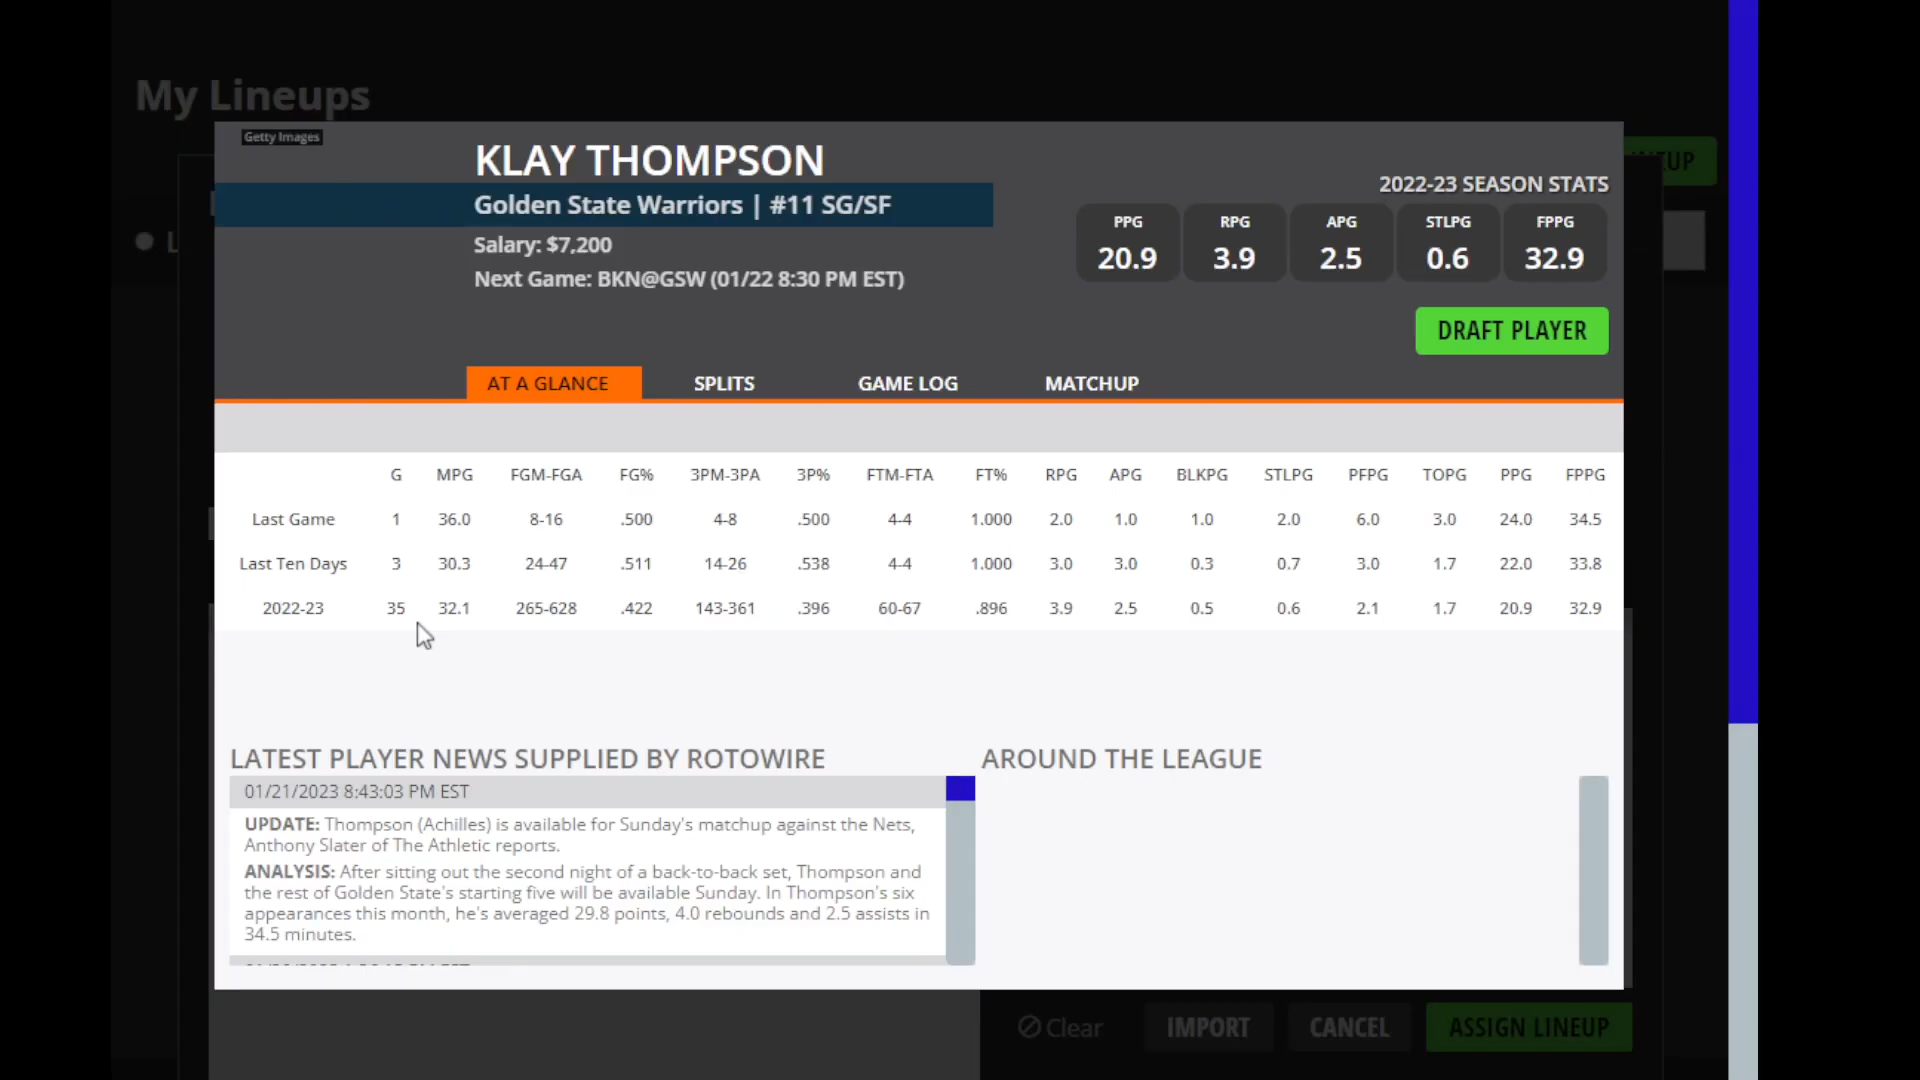 My Lineups
Getty Images
KLAY THOMPSON
Golden State Warriors | #11 SG/SF
Salary: $7,200
Next Game: BKN@GSW (01/22 8:30 PM EST)
2022-23 SEASON STATS
PPG RPG APG STLPG FPPG
20.9 3.9 2.5 0.6 32.9
DRAFT PLAYER
AT A GLANCE SPLITS GAME LOG MATCHUP
G MPG FGM-FGA FG% 3PM-3PA 3P% FTM-FTA FT% RPG APG BLKPG STLPG PFPG TOPG PPG FPPG
Last Game 1 36.0 8-16 .500 4-8 .500 4-4 1.000 2.0 1.0 1.0 2.0 6.0 3.0 24.0 34.5
Last Ten Days 3 30.3 24-47 .511 14-26 .538 4-4 1.000 3.0 3.0 0.3 0.7 3.0 1.7 22.0 33.8
2022-23 35 32.1 265-628 .422 143-361 .396 60-67 .896 3.9 2.5 0.5 0.6 2.1 1.7 20.9 32.9
LATEST PLAYER NEWS SUPPLIED BY ROTOWIRE
01/21/2023 8:43:03 PM EST
UPDATE: Thompson (Achilles) is available for Sunday's matchup against the Nets,
Anthony Slater of The Athletic reports.
ANALYSIS: After sitting out the second night of a back-to-back set, Thompson and
the rest of Golden State's starting five will be available Sunday. In Thompson's six
appearances this month, he's averaged 29.8 points, 4.0 rebounds and 2.5 assists in
34.5 minutes.
AROUND THE LEAGUE
Clear IMPORT CANCEL ASSIGN LINEUP